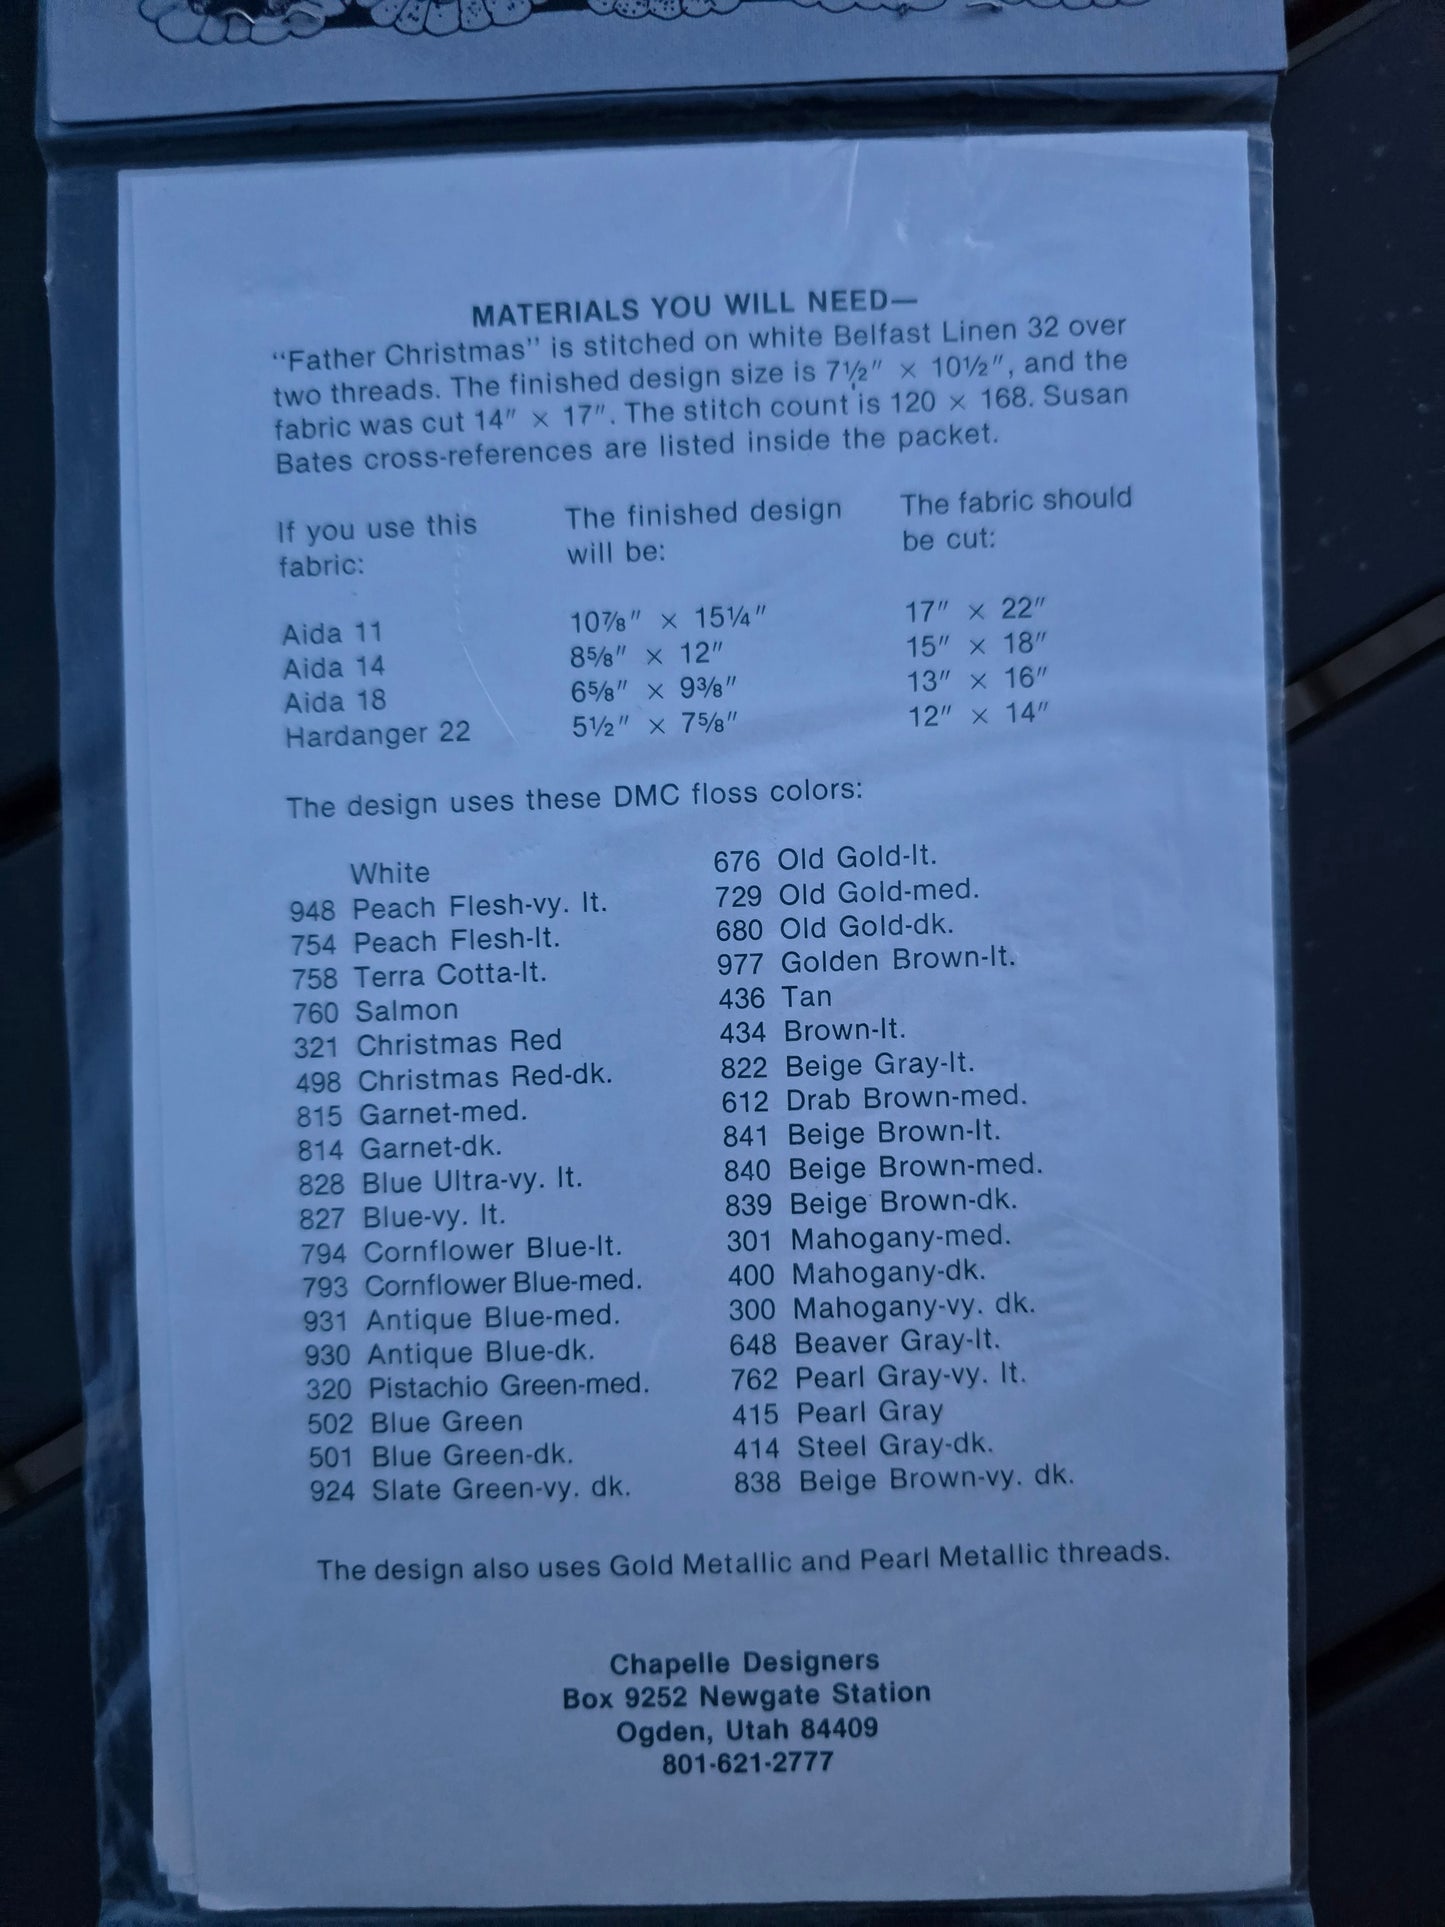 MATERIALS YOU WILL NEED—
“Father Christmas” is stitched on white Belfast Linen 32 over
two threads. The finished design size is 7½″ × 10½″, and the
fabric was cut 14″ × 17″. The stitch count is 120 × 168. Susan
Bates cross-references are listed inside the packet.
If you use this fabric:
The finished design will be:
The fabric should be cut:
Aida 11 10⅞″ × 15¼″ 17″ × 22″
Aida 14 8⅝″ × 12″ 15″ × 18″
Aida 18 6⅝″ × 9⅜″ 13″ × 16″
Hardanger 22 5½″ × 7⅝″ 12″ × 14″
The design uses these DMC floss colors:
White
948 Peach Flesh-vy. lt.
754 Peach Flesh-lt.
758 Terra Cotta-lt.
760 Salmon
321 Christmas Red
498 Christmas Red-dk.
815 Garnet-med.
814 Garnet-dk.
828 Blue Ultra-vy. lt.
827 Blue-vy. lt.
794 Cornflower Blue-lt.
793 Cornflower Blue-med.
931 Antique Blue-med.
930 Antique Blue-dk.
320 Pistachio Green-med.
502 Blue Green
501 Blue Green-dk.
924 Slate Green-vy. dk.
676 Old Gold-lt.
729 Old Gold-med.
680 Old Gold-dk.
977 Golden Brown-lt.
436 Tan
434 Brown-lt.
822 Beige Gray-lt.
612 Drab Brown-med.
841 Beige Brown-lt.
840 Beige Brown-med.
839 Beige Brown-dk.
301 Mahogany-med.
400 Mahogany-dk.
300 Mahogany-vy. dk.
648 Beaver Gray-lt.
762 Pearl Gray-vy. lt.
415 Pearl Gray
414 Steel Gray-dk.
838 Beige Brown-vy. dk.
The design also uses Gold Metallic and Pearl Metallic threads.
Chapelle Designers
Box 9252 Newgate Station
Ogden, Utah 84409
801-621-2777